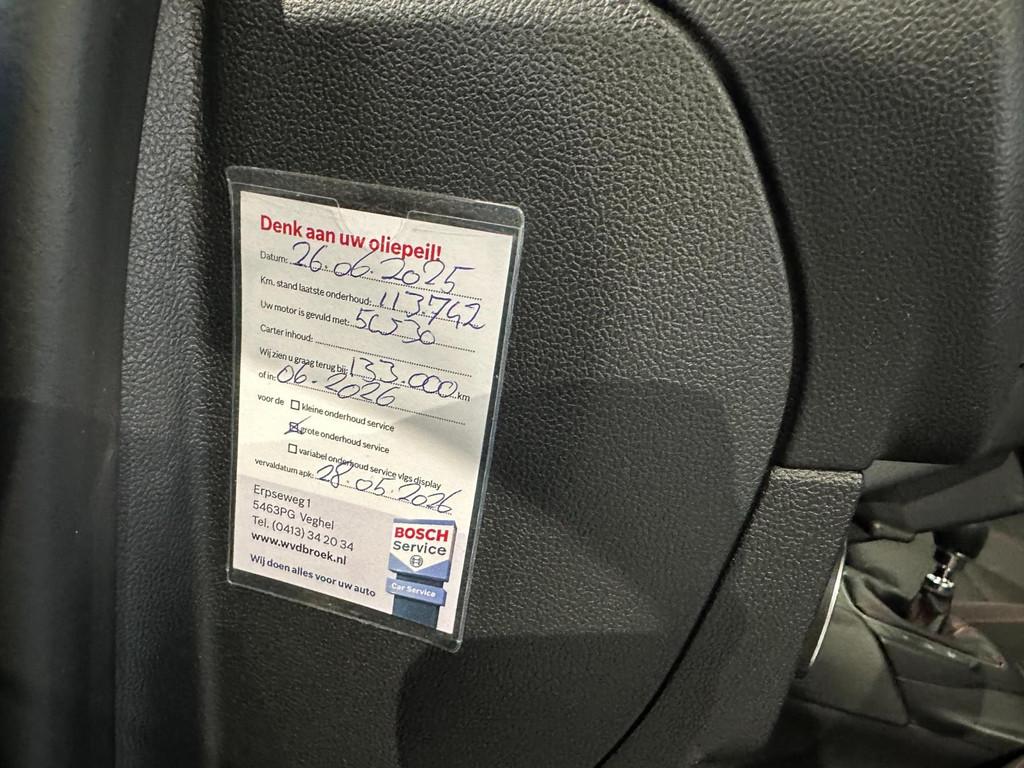 Denk aan uw oliepeil!
Datum: 26.06.2025
Km. stand laatste onderhoud: 113.742
Uw motor is gevuld met: 5W30
Carter inhoud:
Wij zien u graag terug bij: 133.000 km
of in: 06.2026
voor de kleine onderhoud service
grote onderhoud service
variabel onderhoud service vlgs display
vervaldatum apk: 28.05.2026
Erpseweg 1
5463PG Veghel
Tel. (0413) 34 20 34
www.wvdbroek.nl
Wij doen alles voor uw auto
BOSCH
Service
Car Service